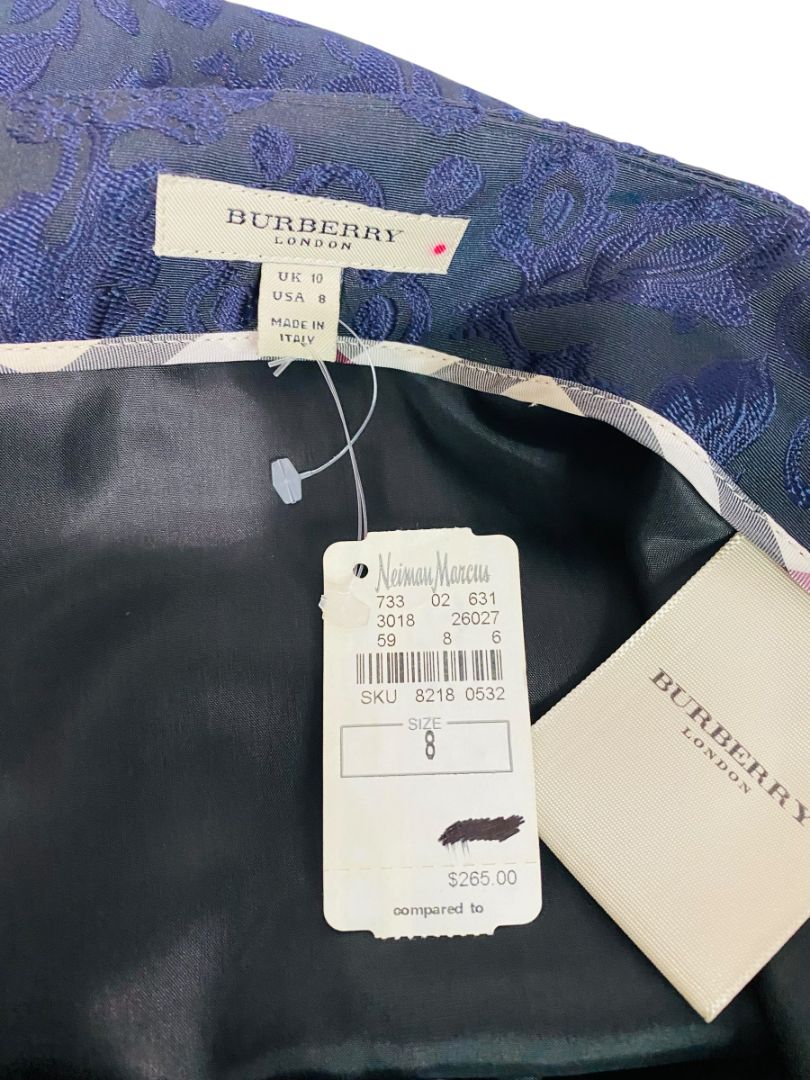 BURBERRY
LONDON
UK 10
USA 8
MADE IN
ITALY
Neiman Marcus
733 02 631
3018 26027
59 8 6
SKU 8218 0532
SIZE
8
$265.00
compared to
BURBERRY
LONDON